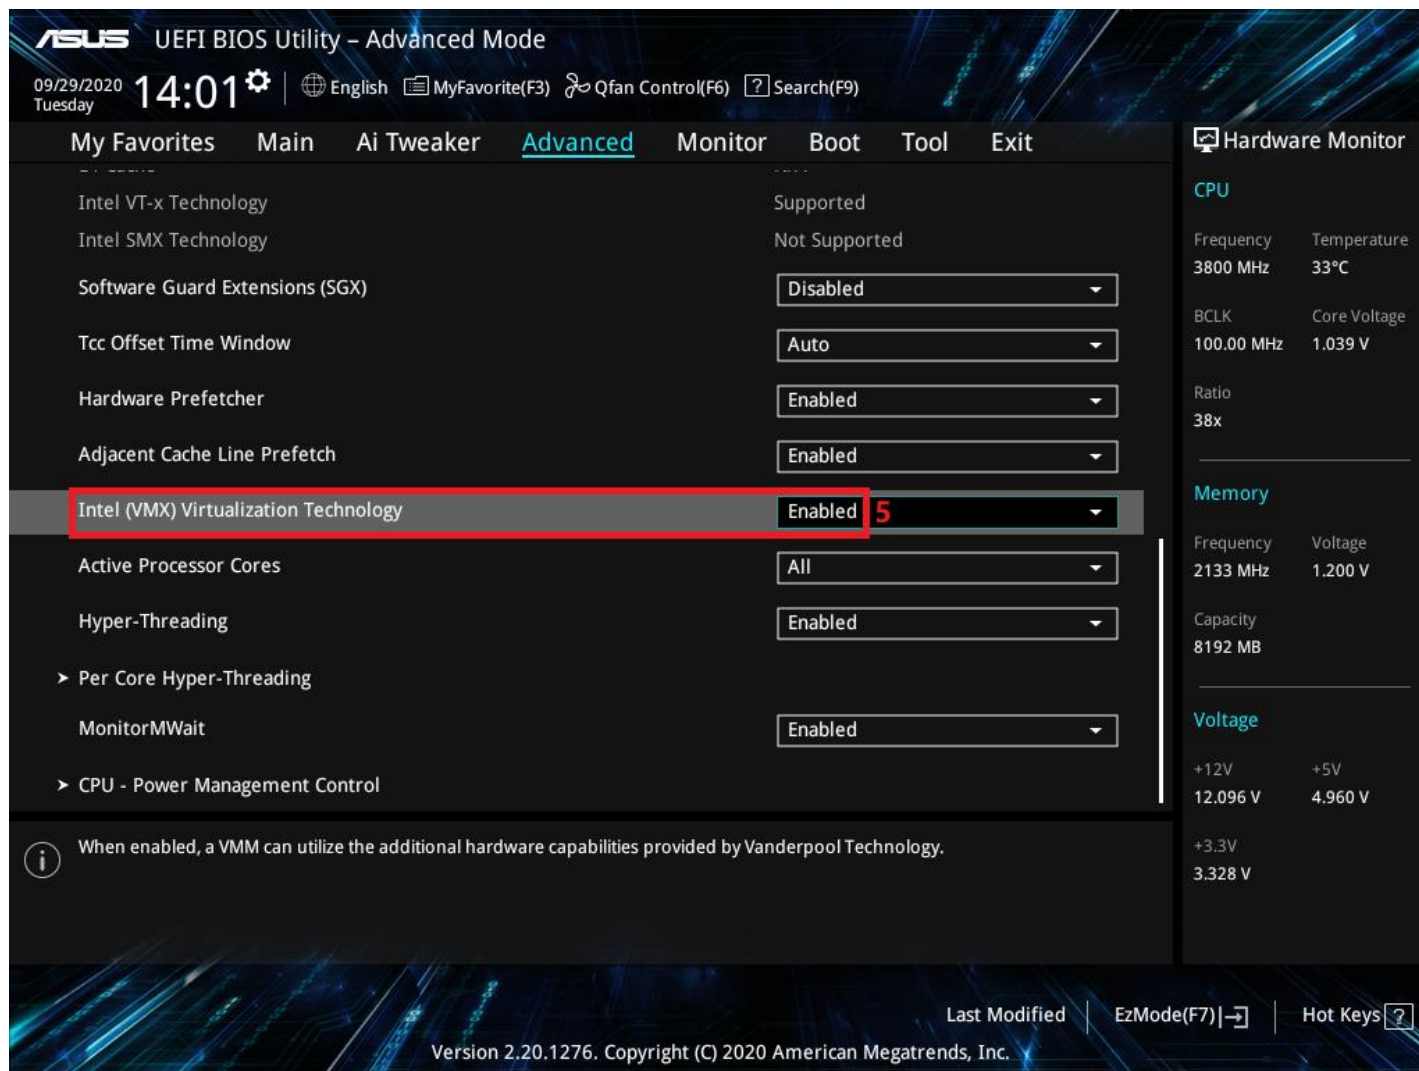 ASUS UEFI BIOS Utility – Advanced Mode
09/29/2020
Tuesday
14:01
English MyFavorite(F3) Qfan Control(F6) ? Search(F9)
My Favorites Main Ai Tweaker Advanced Monitor Boot Tool Exit
Intel VT-x Technology Supported
Intel SMX Technology Not Supported
Software Guard Extensions (SGX) Disabled
Tcc Offset Time Window Auto
Hardware Prefetcher Enabled
Adjacent Cache Line Prefetch Enabled
Intel (VMX) Virtualization Technology Enabled 5
Active Processor Cores All
Hyper-Threading Enabled
Per Core Hyper-Threading
MonitorMWait Enabled
CPU - Power Management Control
When enabled, a VMM can utilize the additional hardware capabilities provided by Vanderpool Technology.
Hardware Monitor
CPU
Frequency Temperature
3800 MHz 33°C
BCLK Core Voltage
100.00 MHz 1.039 V
Ratio
38x
Memory
Frequency Voltage
2133 MHz 1.200 V
Capacity
8192 MB
Voltage
+12V +5V
12.096 V 4.960 V
+3.3V
3.328 V
Last Modified EzMode(F7) Hot Keys ?
Version 2.20.1276. Copyright (C) 2020 American Megatrends, Inc.